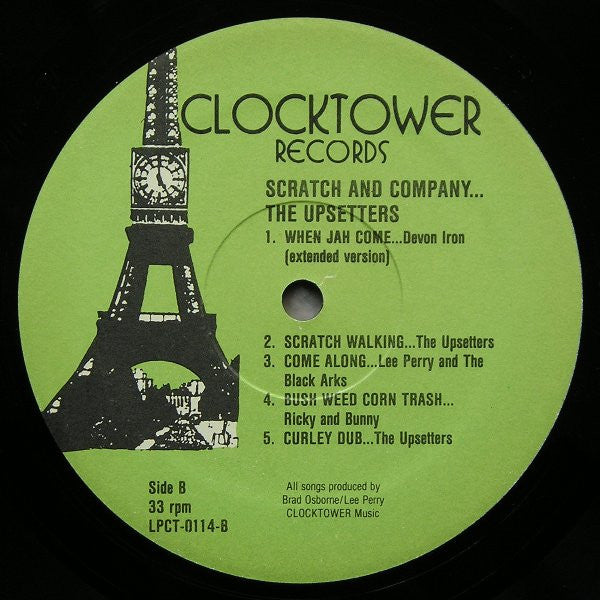 CLOCKTOWER
RECORDS
SCRATCH AND COMPANY...
THE UPSETTERS
1. WHEN JAH COME...Devon Iron
(extended version)
2. SCRATCH WALKING...The Upsetters
3. COME ALONG...Lee Perry and The
Black Arks
4. BUSH WEED CORN TRASH...
Ricky and Bunny
5. CURLEY DUB...The Upsetters
Side B
33 rpm
LPCT-0114-B
All songs produced by
Brad Osborne/Lee Perry
CLOCKTOWER Music